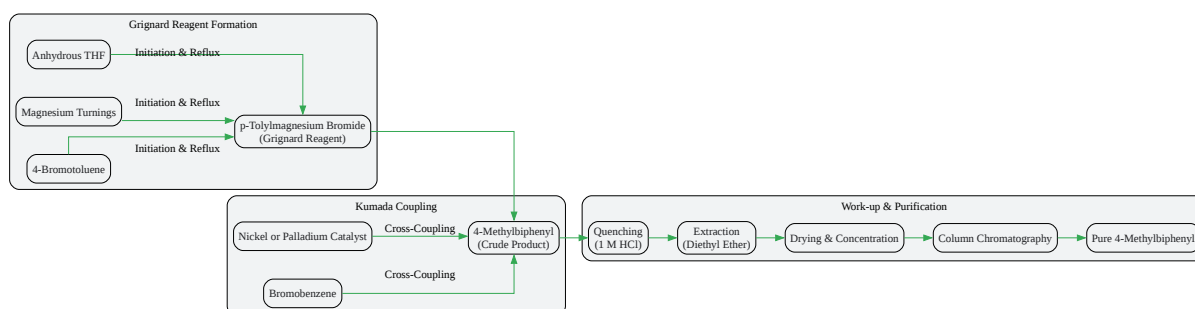 Grignard Reagent Formation
Anhydrous THF
Initiation & Reflux
Magnesium Turnings
Initiation & Reflux
p-Tolylmagnesium Bromide
(Grignard Reagent)
4-Bromotoluene
Initiation & Reflux
Kumada Coupling
Nickel or Palladium Catalyst
Cross-Coupling
4-Methylbiphenyl
(Crude Product)
Bromobenzene
Cross-Coupling
Work-up & Purification
Quenching
(1 M HCl)
Extraction
(Diethyl Ether)
Drying & Concentration
Column Chromatography
Pure 4-Methylbiphenyl